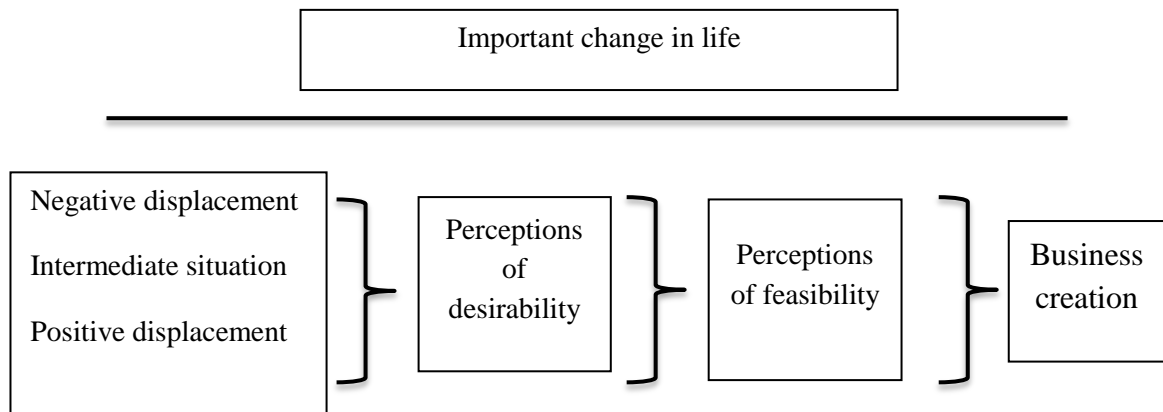 Important change in life
Negative displacement
Intermediate situation
Positive displacement
Perceptions
of
desirability
Perceptions
of feasibility
Business
creation